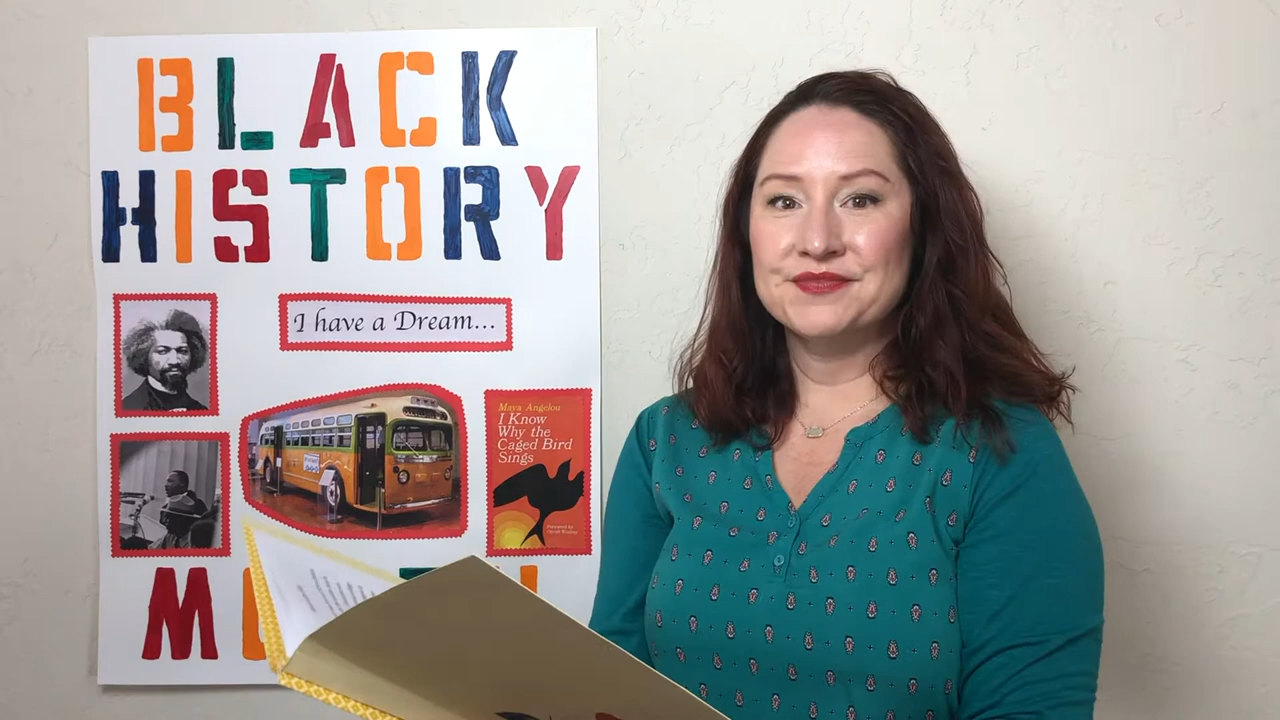 BLACK
HISTORY
I have a Dream...
Maya Angelou
I Know
Why the
Caged Bird
Sings
M